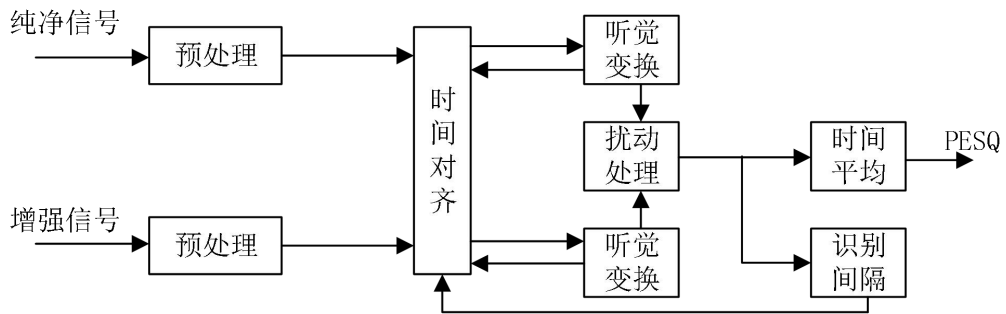 纯净信号
预处理
时
间
对
齐
听觉
变换
扰动
处理
时间
平均
PESQ
增强信号
预处理
听觉
变换
识别
间隔